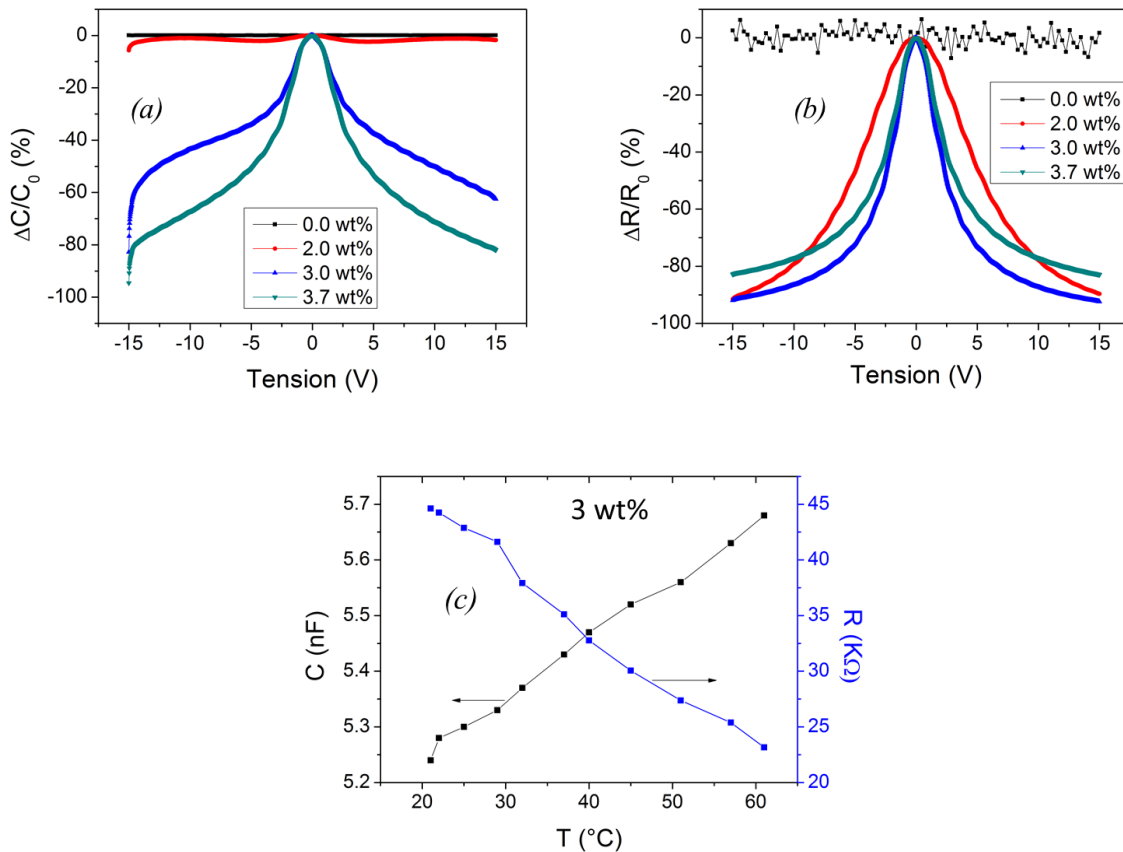 (a)
ΔC/C₀ (%)
0
-20
-40
-60
-80
-100
-15 -10 -5 0 5 10 15
Tension (V)
0.0 wt%
2.0 wt%
3.0 wt%
3.7 wt%
(b)
ΔR/R₀ (%)
0
-20
-40
-60
-80
-100
-15 -10 -5 0 5 10 15
Tension (V)
0.0 wt%
2.0 wt%
3.0 wt%
3.7 wt%
3 wt%
(c)
C (nF)
5.7
5.6
5.5
5.4
5.3
5.2
R (KΩ)
45
40
35
30
25
20
20 30 40 50 60
T (°C)